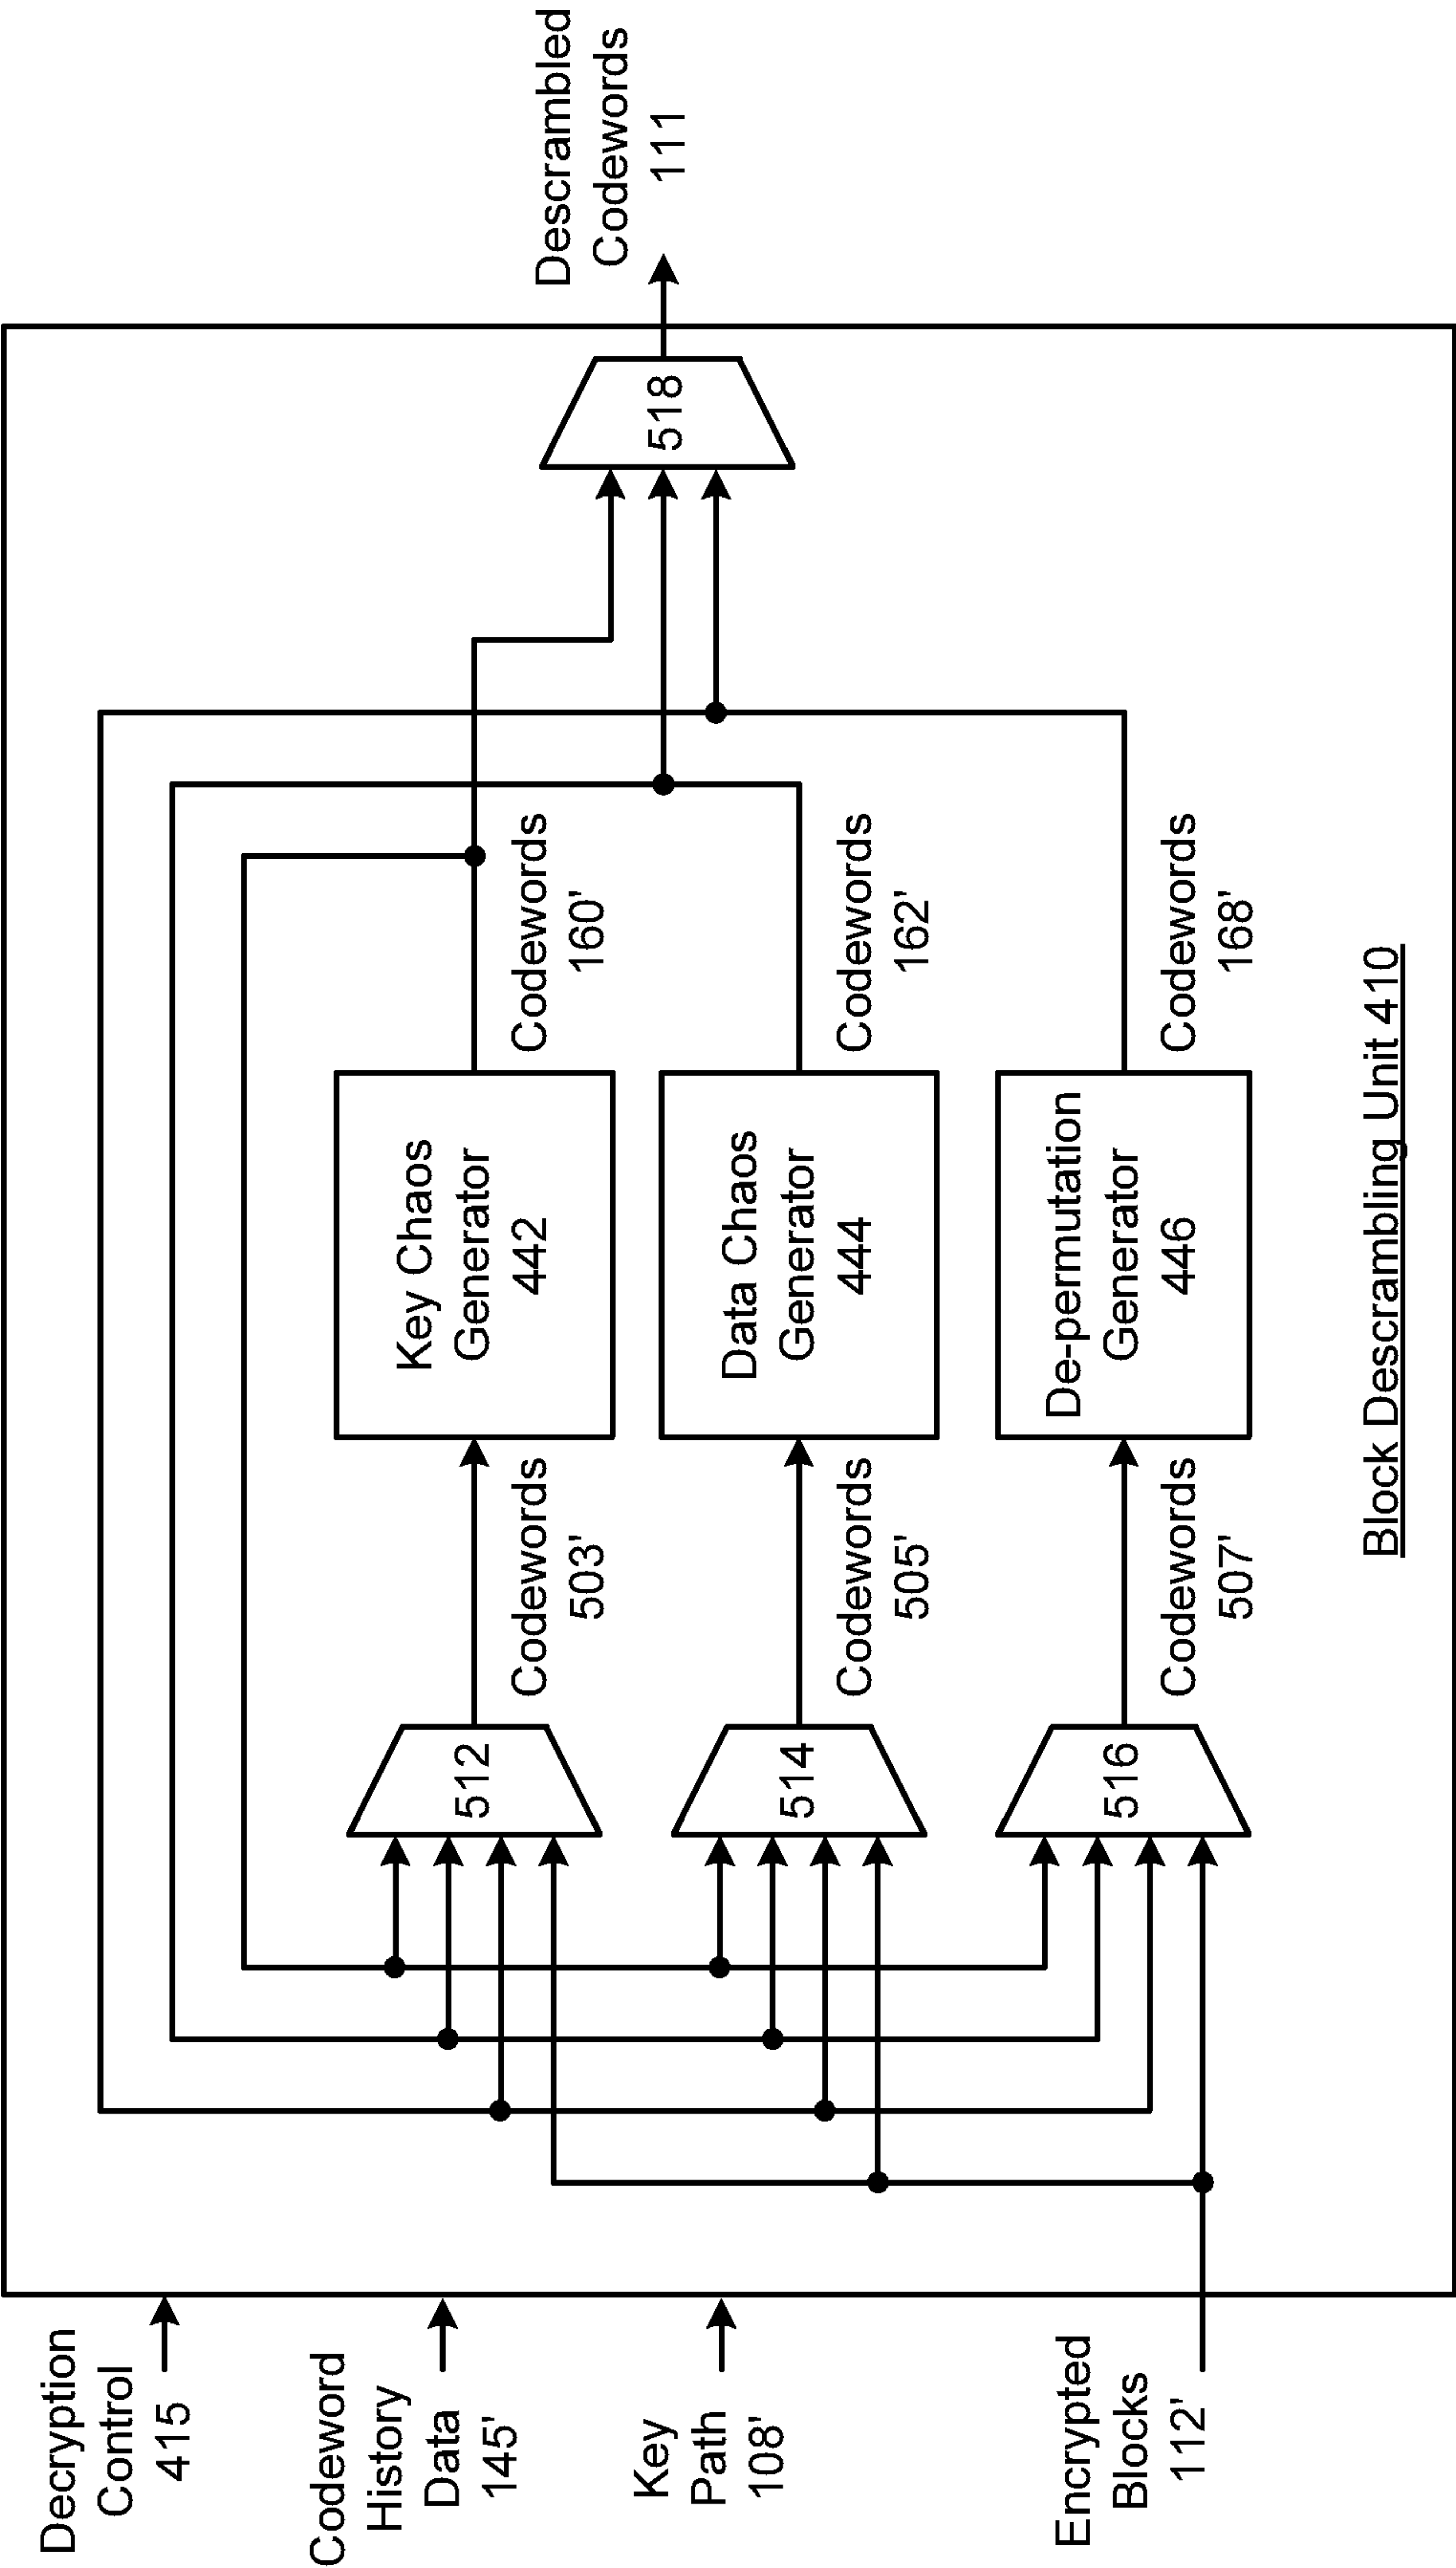 Decryption
Control
415
Codeword
History
Data
145'
Key
Path
108'
Encrypted
Blocks
112'
512
514
516
Codewords
503'
Codewords
505'
Codewords
507'
Key Chaos
Generator
442
Data Chaos
Generator
444
De-permutation
Generator
446
Codewords
160'
Codewords
162'
Codewords
168'
518
Descrambled
Codewords
111
Block Descrambling Unit 410